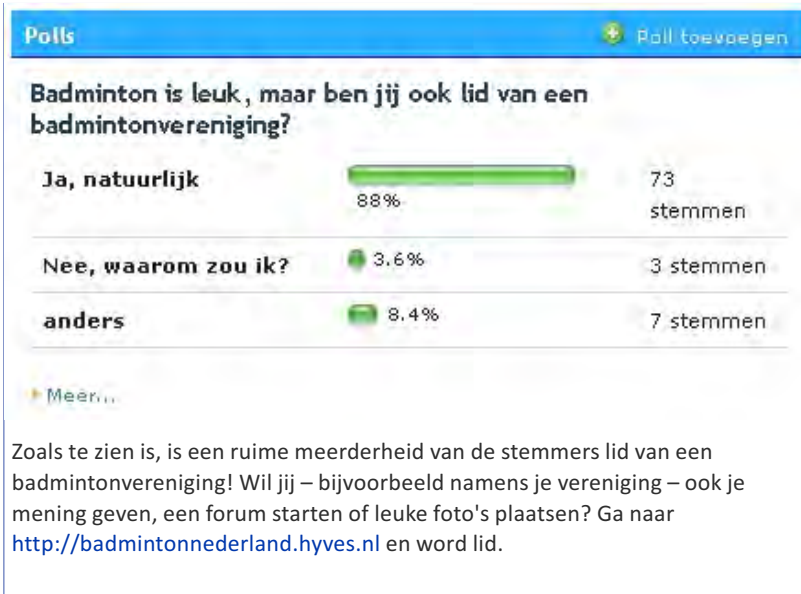 Polls Poll toevoegen
Badminton is leuk, maar ben jij ook lid van een
badmintonvereniging?
Ja, natuurlijk 88% 73
stemmen
Nee, waarom zou ik? 3.6% 3 stemmen
anders 8.4% 7 stemmen
Meer...
Zoals te zien is, is een ruime meerderheid van de stemmers lid van een
badmintonvereniging! Wil jij – bijvoorbeeld namens je vereniging – ook je
mening geven, een forum starten of leuke foto's plaatsen? Ga naar
http://badmintonnederland.hyves.nl en word lid.